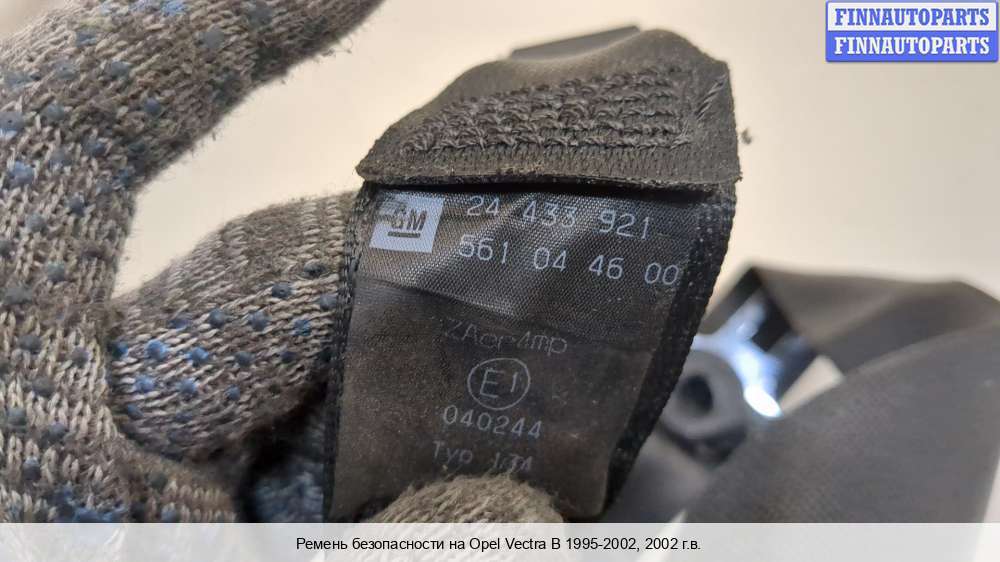 FINNAUTOPARTS
FINNAUTOPARTS
GM
24 433 921
561 04 46 00
E1
040244
Typ
Ремень безопасности на Opel Vectra B 1995-2002, 2002 г.в.